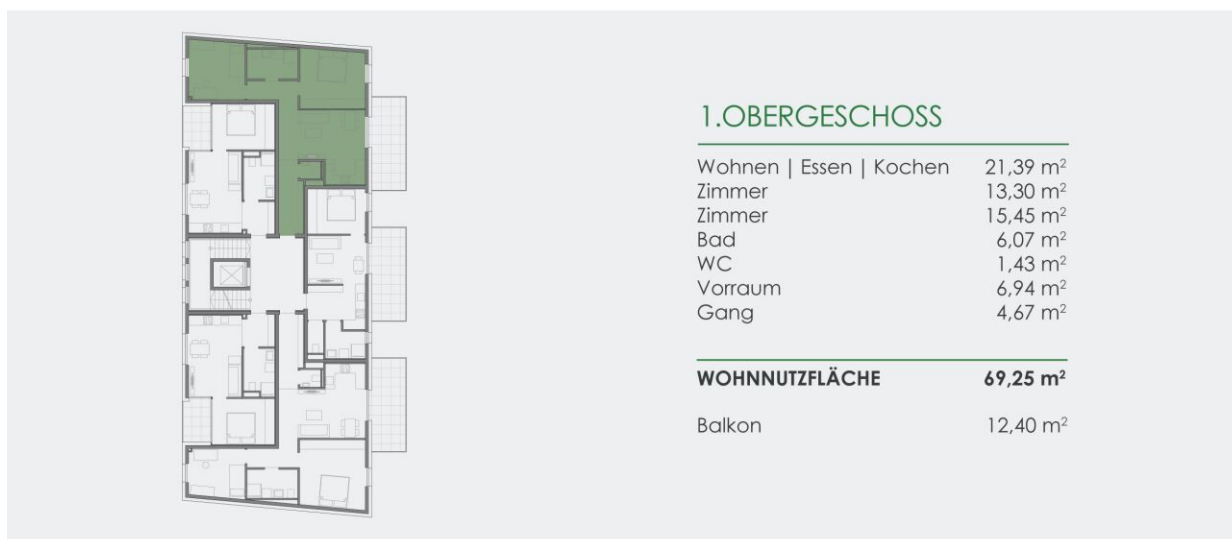 1.OBERGESCHOSS
Wohnen | Essen | Kochen 21,39 m²
Zimmer 13,30 m²
Zimmer 15,45 m²
Bad 6,07 m²
WC 1,43 m²
Vorraum 6,94 m²
Gang 4,67 m²
WOHNNUTZFLÄCHE 69,25 m²
Balkon 12,40 m²